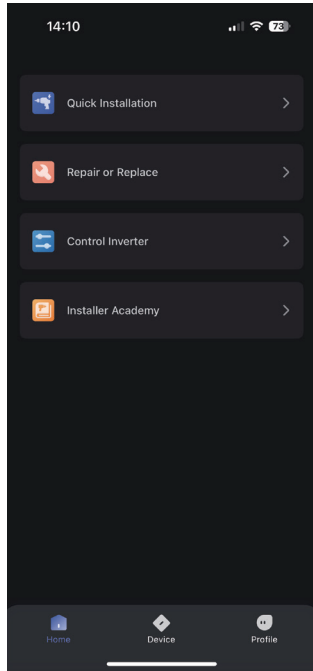 14:10
73
Quick Installation
Repair or Replace
Control Inverter
Installer Academy
Home
Device
Profile